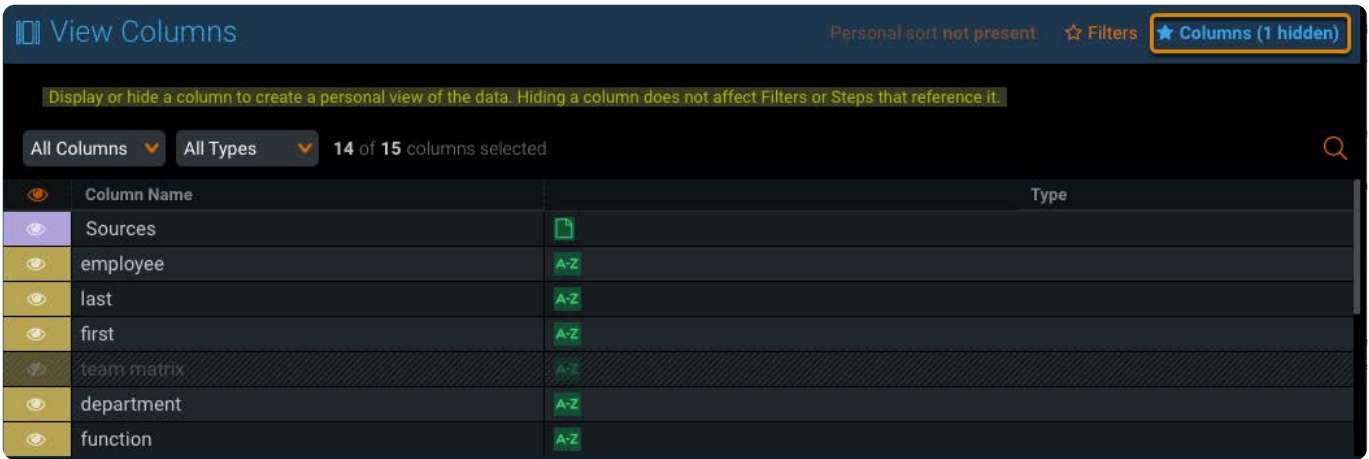 View Columns
Personal sort not present Filters Columns (1 hidden)
Display or hide a column to create a personal view of the data. Hiding a column does not affect Filters or Steps that reference it.
All Columns All Types 14 of 15 columns selected
Column Name Type
Sources
employee A-Z
last A-Z
first A-Z
team matrix A-Z
department A-Z
function A-Z